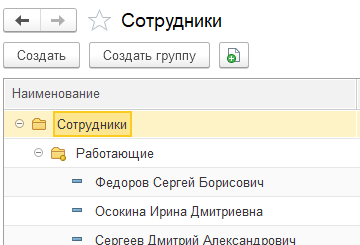 Сотрудники
Создать Создать группу
Наименование
Сотрудники
Работающие
Федоров Сергей Борисович
Осокина Ирина Дмитриевна
Сергеев Дмитрий Александрович